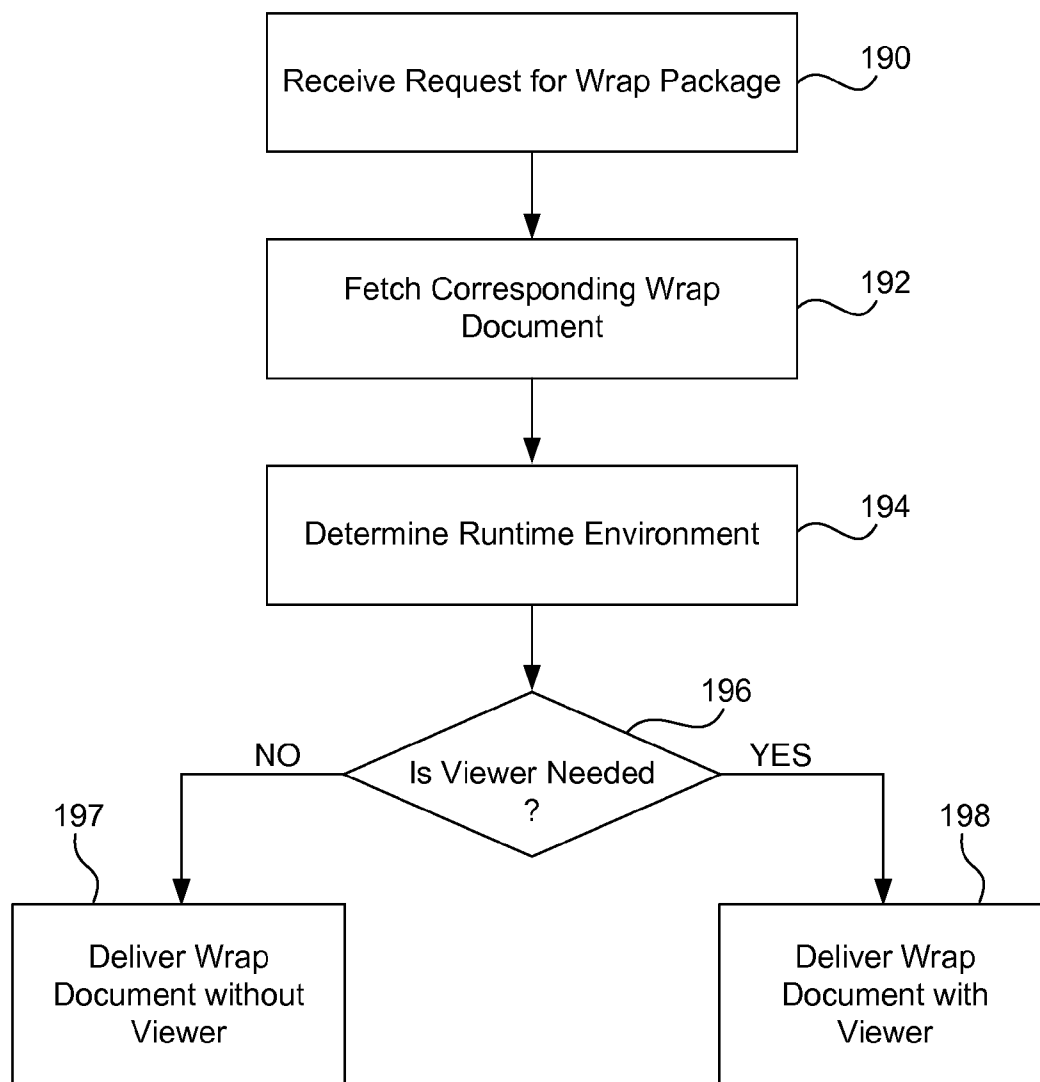 Receive Request for Wrap Package
190
Fetch Corresponding Wrap
Document
192
Determine Runtime Environment
194
196
NO
Is Viewer Needed
?
YES
197
198
Deliver Wrap
Document without
Viewer
Deliver Wrap
Document with
Viewer